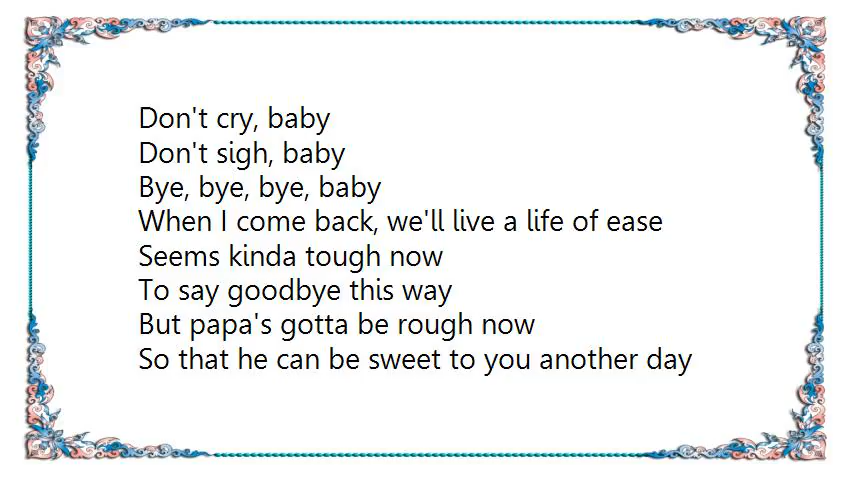 Don't cry, baby
Don't sigh, baby
Bye, bye, bye, baby
When I come back, we'll live a life of ease
Seems kinda tough now
To say goodbye this way
But papa's gotta be rough now
So that he can be sweet to you another day